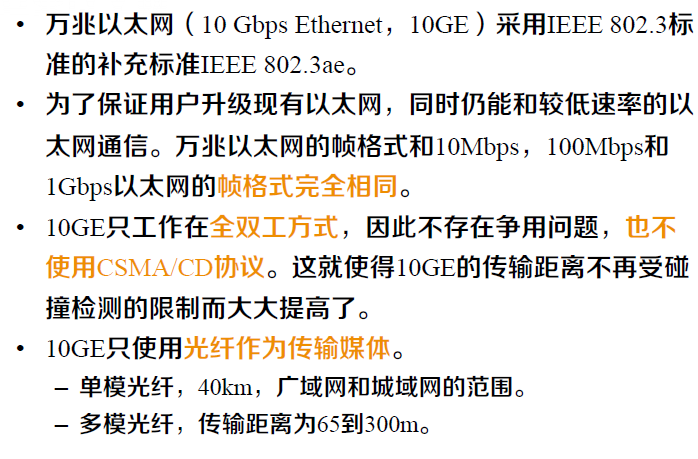 • 万兆以太网（10 Gbps Ethernet，10GE）采用IEEE 802.3标
准的补充标准IEEE 802.3ae。
• 为了保证用户升级现有以太网，同时仍能和较低速率的以
太网通信。万兆以太网的帧格式和10Mbps，100Mbps和
1Gbps以太网的帧格式完全相同。
• 10GE只工作在全双工方式，因此不存在争用问题，也不
使用CSMA/CD协议。这就使得10GE的传输距离不再受碰
撞检测的限制而大大提高了。
• 10GE只使用光纤作为传输媒体。
– 单模光纤，40km，广域网和城域网的范围。
– 多模光纤，传输距离为65到300m。